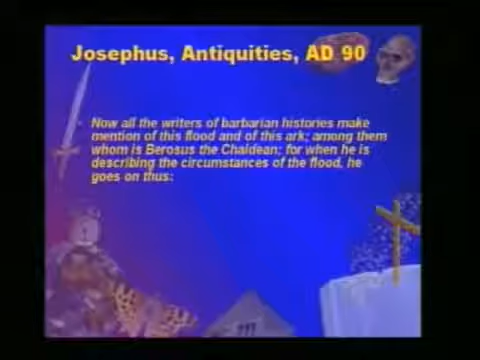 Josephus, Antiquities, AD 90
Now all the writers of barbarian histories make
mention of this flood and of this ark; among them
whom is Berosus the Chaldean; for when he is
describing the circumstances of the flood, he
goes on thus:
???